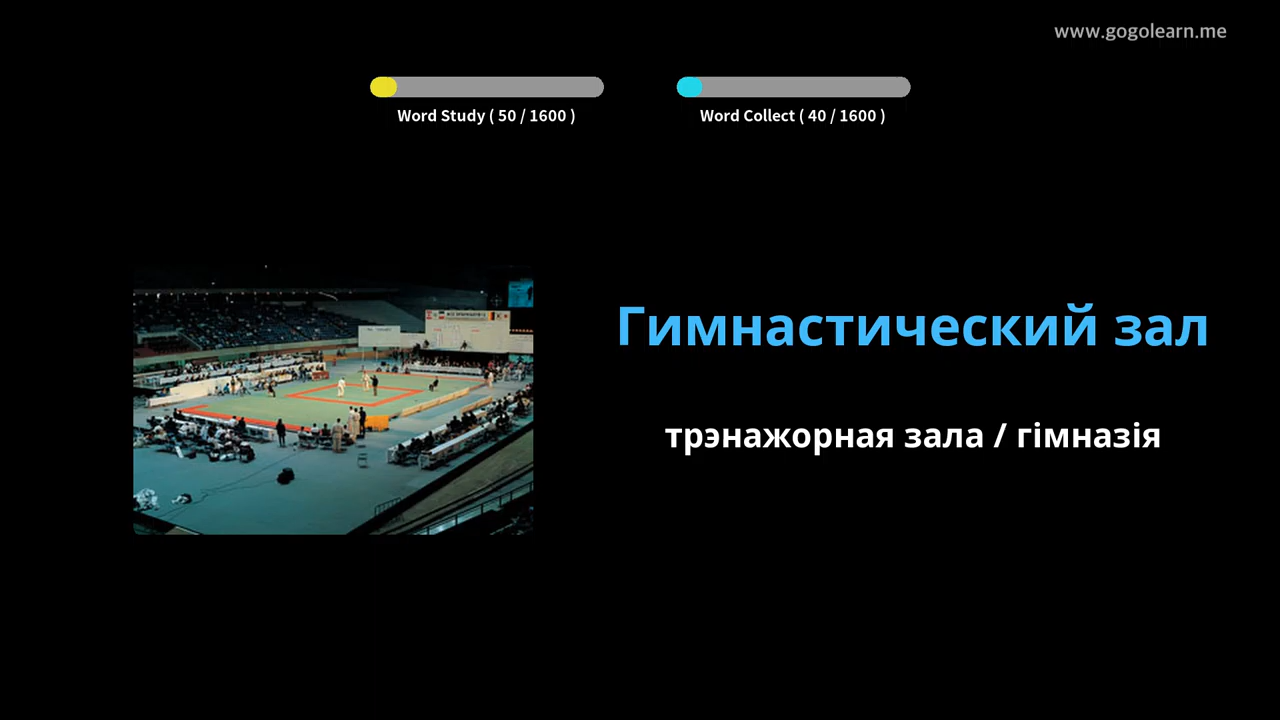 www.gogolearn.me
Word Study ( 50 / 1600 )
Word Collect ( 40 / 1600 )
Гимнастический зал
трэнажорная зала / гімназія